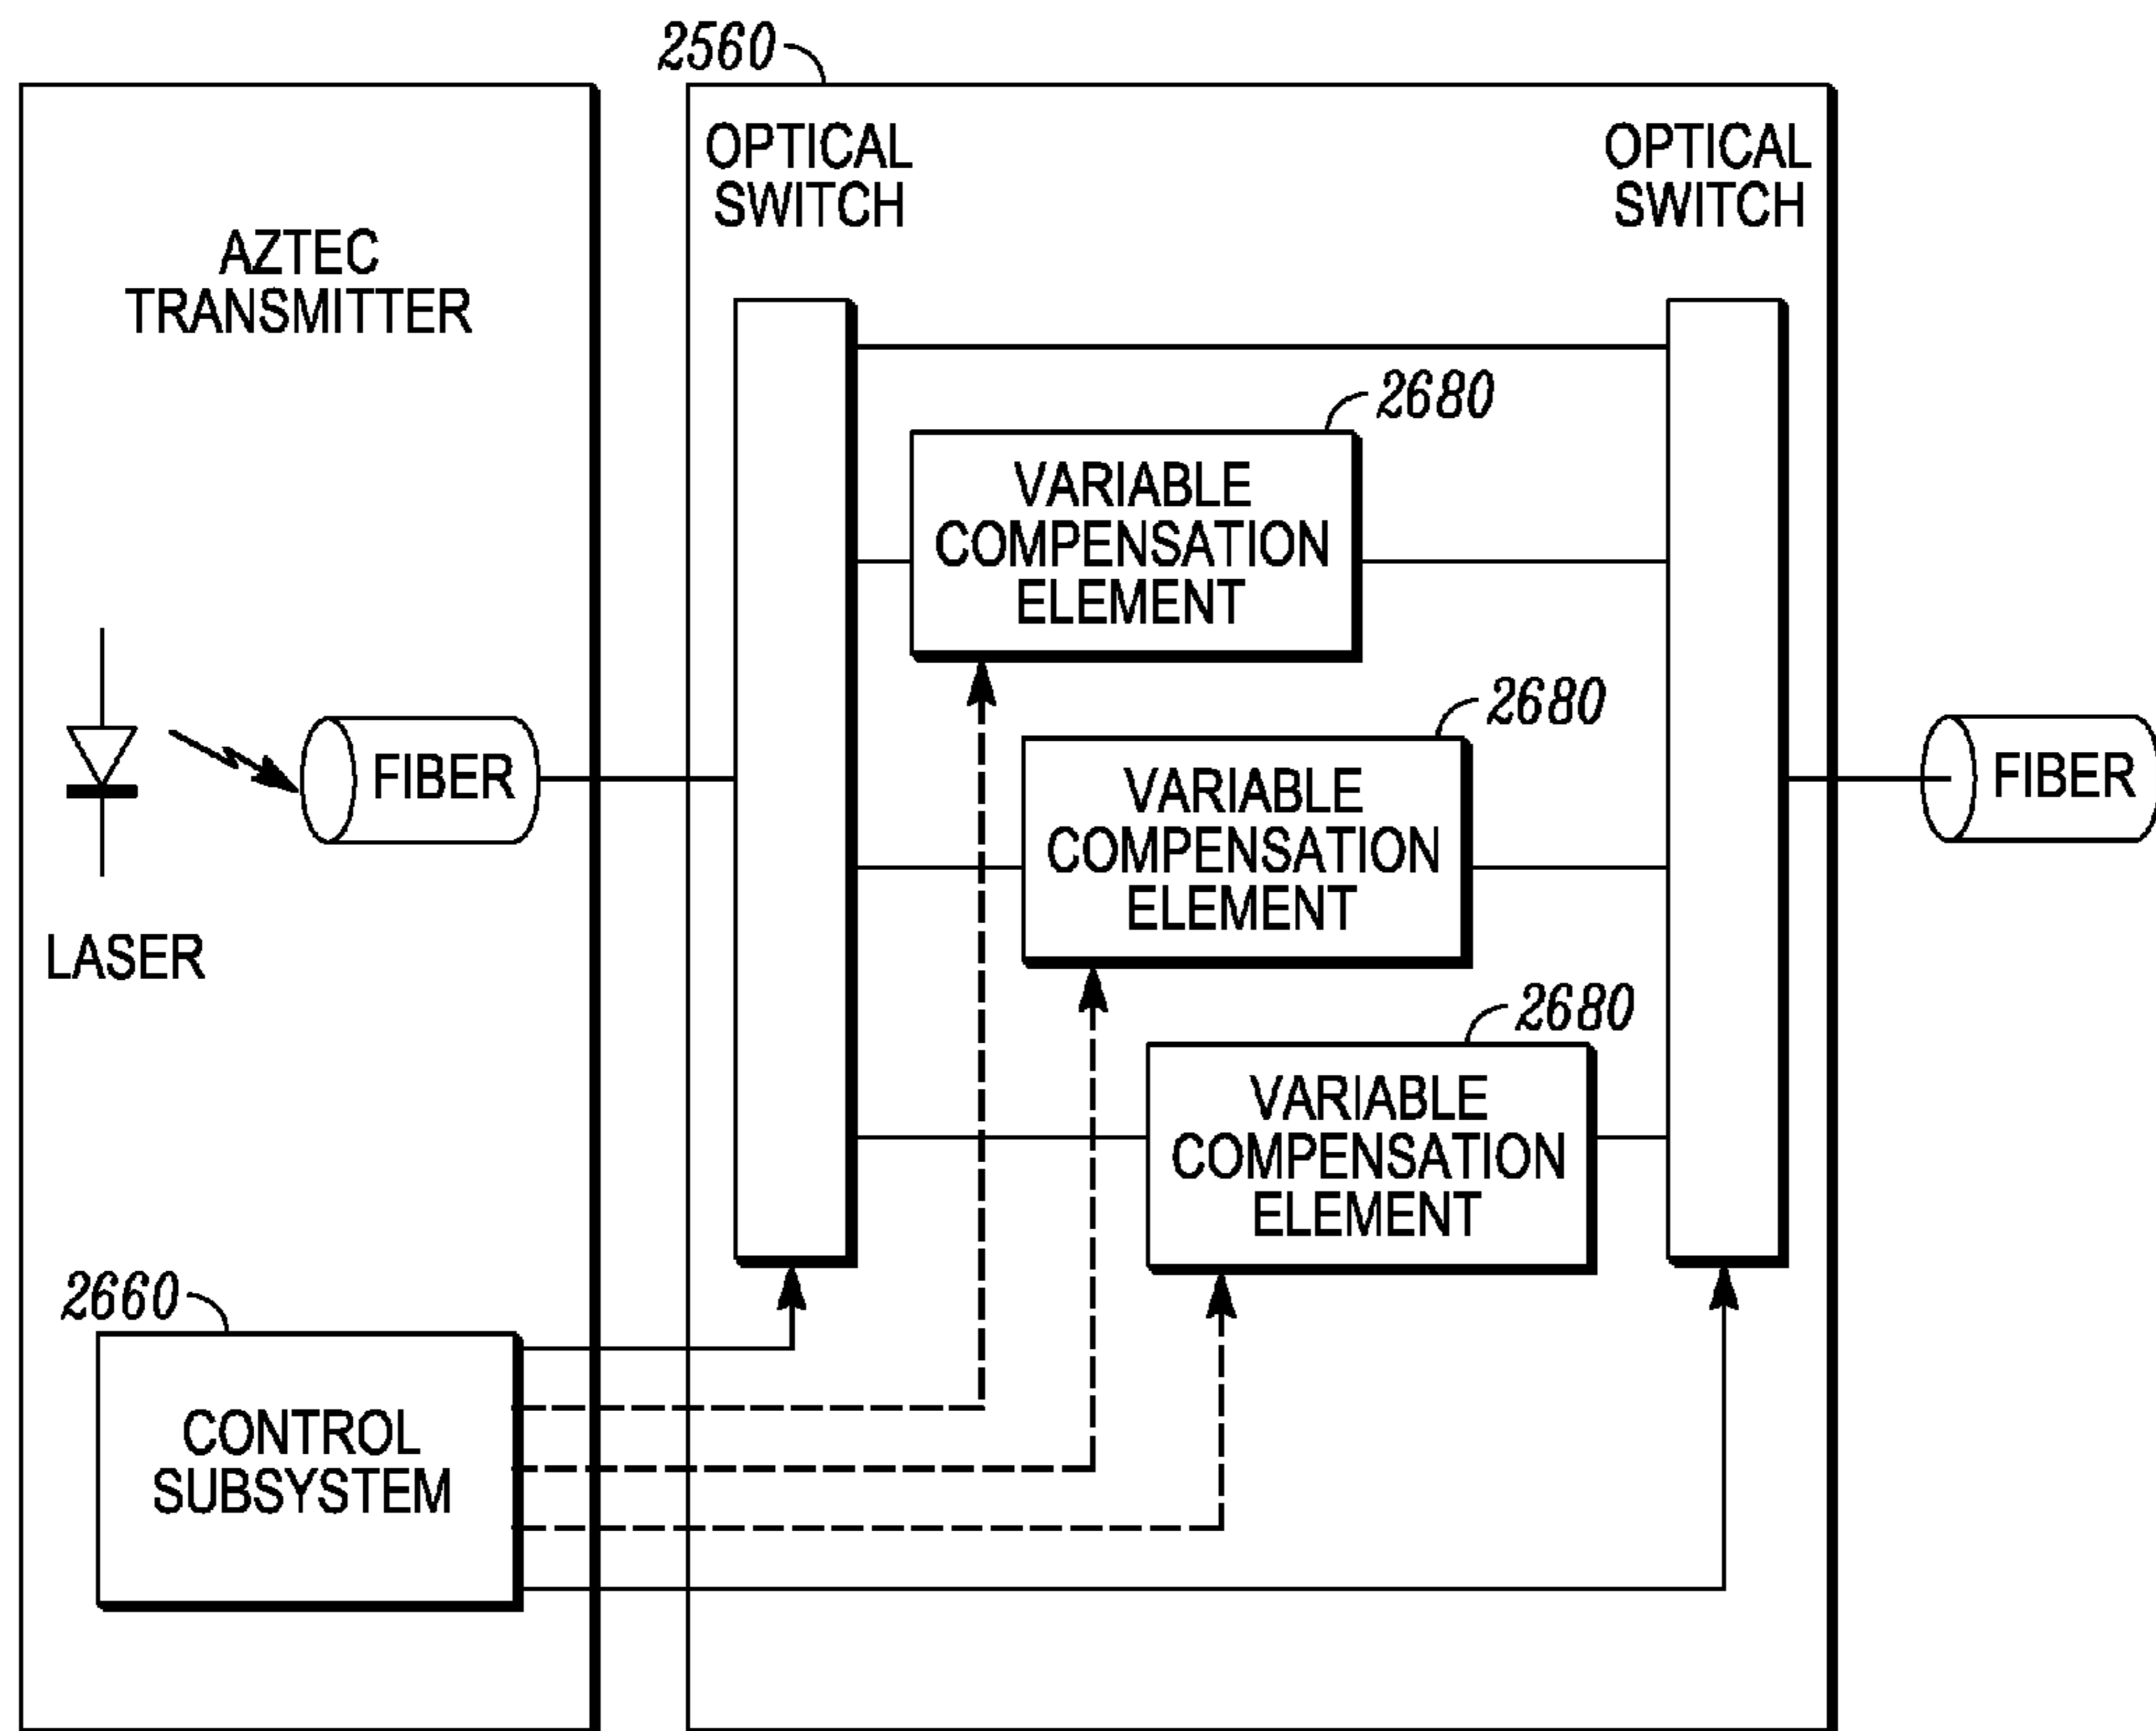 2560
OPTICAL
SWITCH
OPTICAL
SWITCH
AZTEC
TRANSMITTER
2680
VARIABLE
COMPENSATION
ELEMENT
2680
VARIABLE
COMPENSATION
ELEMENT
FIBER
FIBER
LASER
2680
VARIABLE
COMPENSATION
ELEMENT
2660
CONTROL
SUBSYSTEM